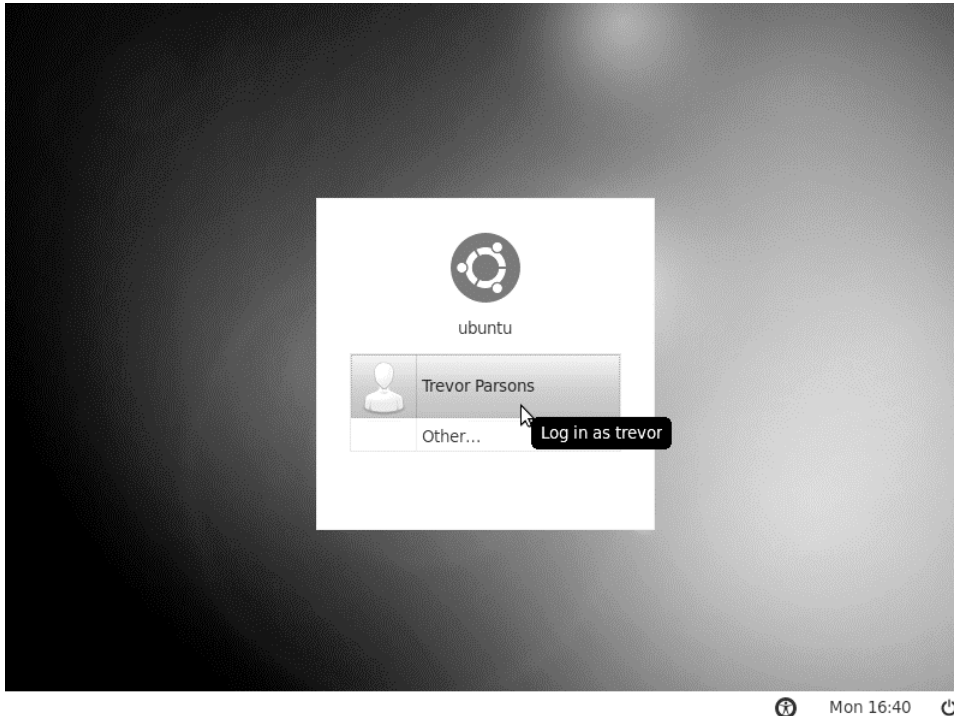 ubuntu
Trevor Parsons
Other...
Log in as trevor
Mon 16:40